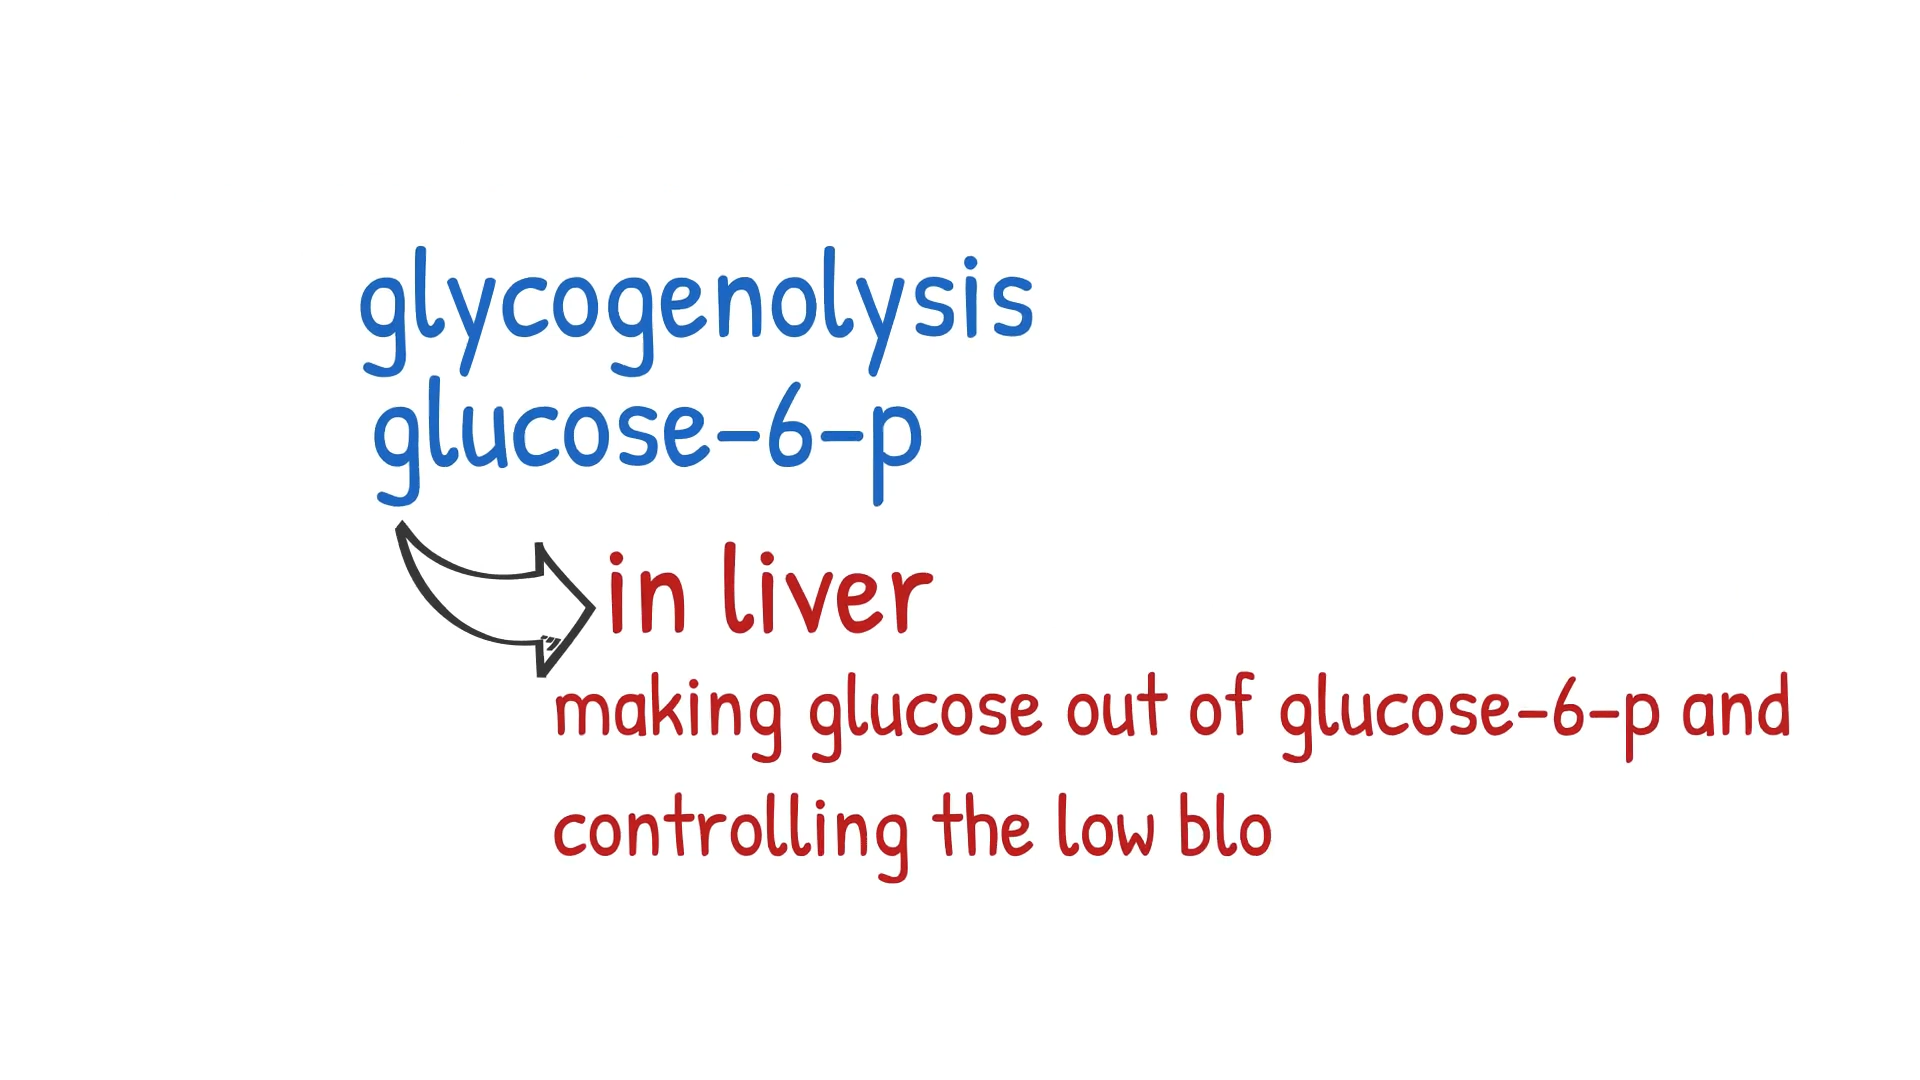 glycogenolysis
glucose-6-p
in liver
making glucose out of glucose-6-p and
controlling the low blo